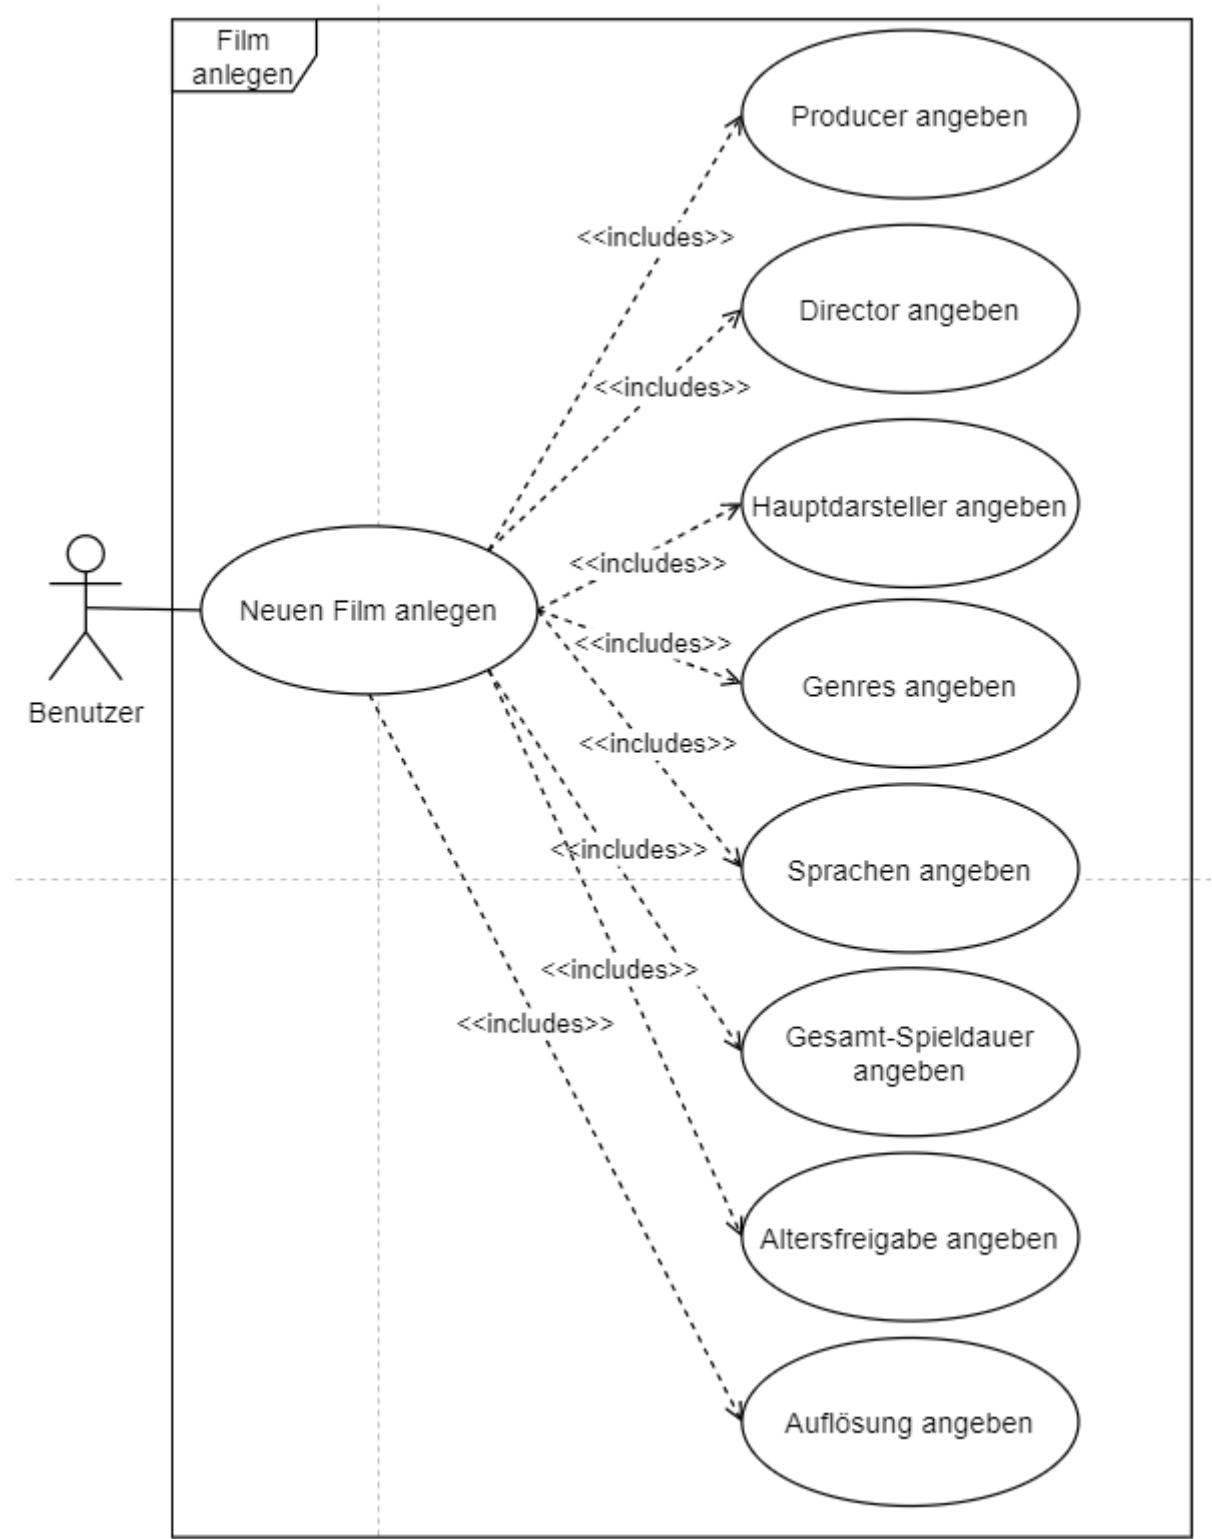 Film
anlegen
Producer angeben
<<includes>>
Director angeben
<<includes>>
Hauptdarsteller angeben
<<includes>>
Neuen Film anlegen
<<includes>>
Genres angeben
Benutzer
<<includes>>
<<includes>>
Sprachen angeben
<<includes>>
<<includes>>
Gesamt-Spieldauer
angeben
Altersfreigabe angeben
Auflösung angeben